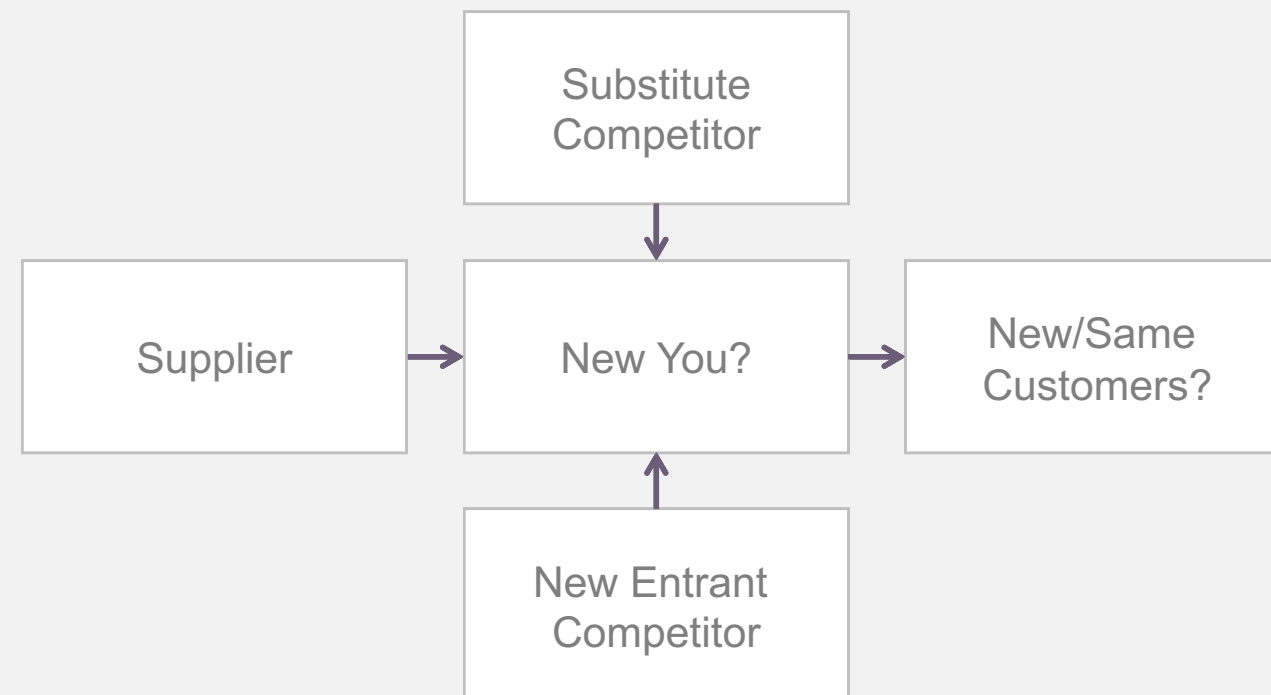 Substitute
Competitor
Supplier
New You?
New/Same
Customers?
New Entrant
Competitor